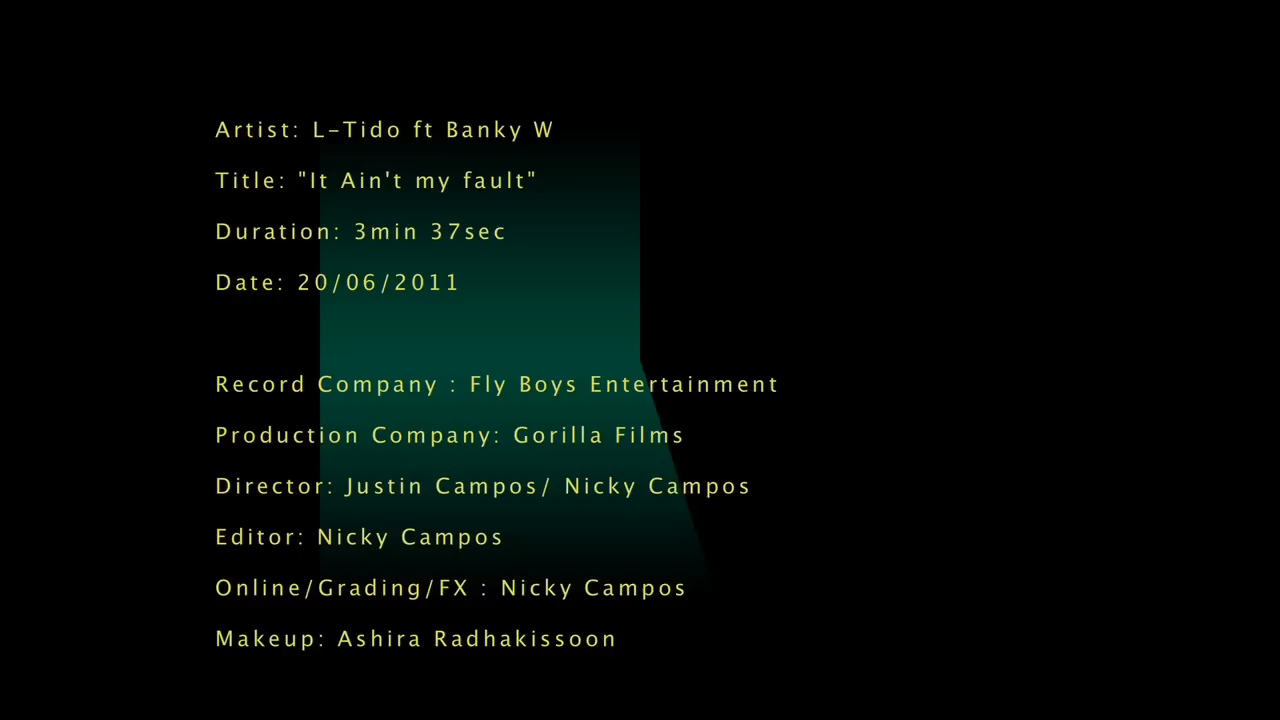 Artist: L-Tido ft Banky W
Title: "It Ain't my fault"
Duration: 3min 37sec
Date: 20/06/2011
Record Company : Fly Boys Entertainment
Production Company: Gorilla Films
Director: Justin Campos/ Nicky Campos
Editor: Nicky Campos
Online/Grading/FX : Nicky Campos
Makeup: Ashira Radhakissoon